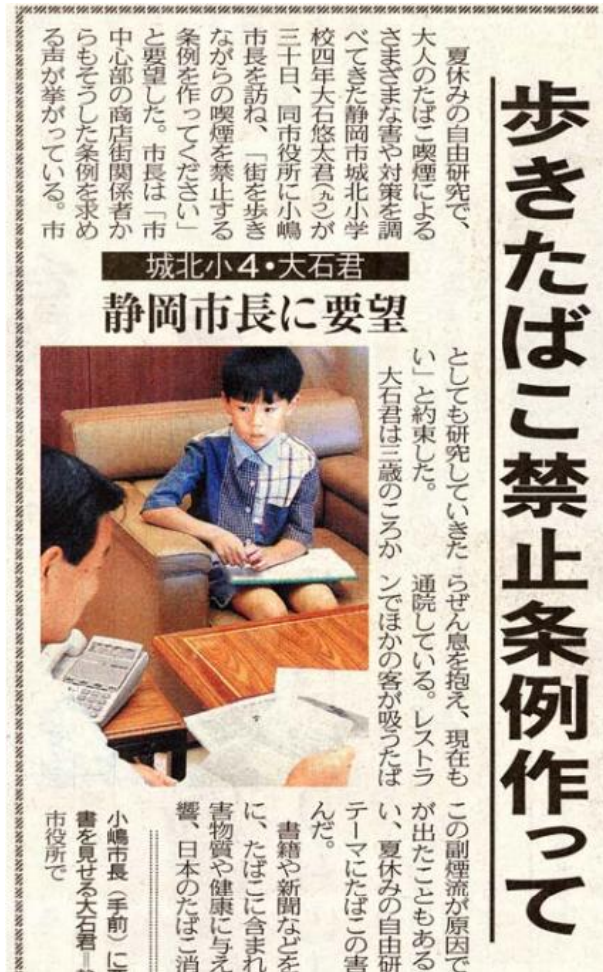 歩きたばこ禁止条例作って
城北小4・大石君
静岡市長に要望
夏休みの自由研究で、
大人のたばこ喫煙による
さまざまな害や対策を調
べてきた静岡市城北小学
校四年大石悠太君(九つ)が
三十日、同市役所に小嶋
市長を訪ね、「街を歩き
ながらの喫煙を禁止する
条例を作ってください」
と要望した。市長は「市
中心部の商店街関係者か
らもそうした条例を求め
る声が挙がっている。市
としても研究していきた
い」と約束した。
大石君は三歳のころか
らぜん息を抱え、現在も
通院している。レストラ
ンでほかの客が吸うたば
この副煙流が原因で
が出たこともある
い、夏休みの自由研
テーマにたばこの害
んだ。
書籍や新聞などを
に、たばこに含まれ
害物質や健康に与え
響、日本のたばこ消
小嶋市長(手前)に
書を見せる大石君＝
市役所で